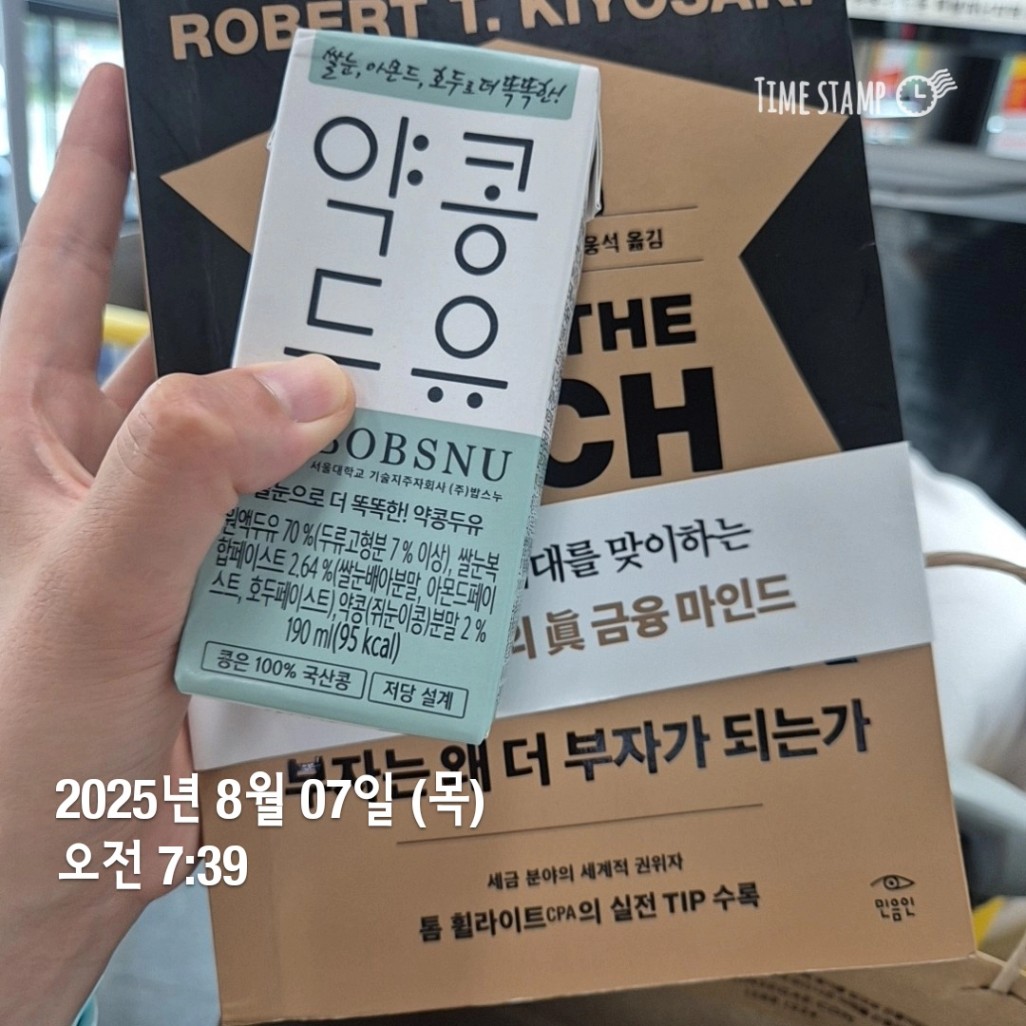 ROBERT T. KIYOSAKI
TIME STAMP
쌀눈, 아몬드, 호두로 더 똑똑한!
약콩
두유
BOBSNU
서울대학교 기술지주자회사 (주)밥스누
쌀눈으로 더 똑똑한! 약콩두유
원액두유 70 %(두류고형분 7 % 이상), 쌀눈복
합페이스트 2.64 %(쌀눈배아분말, 아몬드페이
스트, 호두페이스트), 약콩(쥐눈이콩)분말 2 %
190 ml(95 kcal)
콩은 100% 국산콩
저당 설계
옮김
THE
CH
대를 맞이하는
의 眞 금융 마인드
부자는 왜 더 부자가 되는가
세금 분야의 세계적 권위자
톰 휠라이트CPA의 실전 TIP 수록
민음인
2025년 8월 07일 (목)
오전 7:39